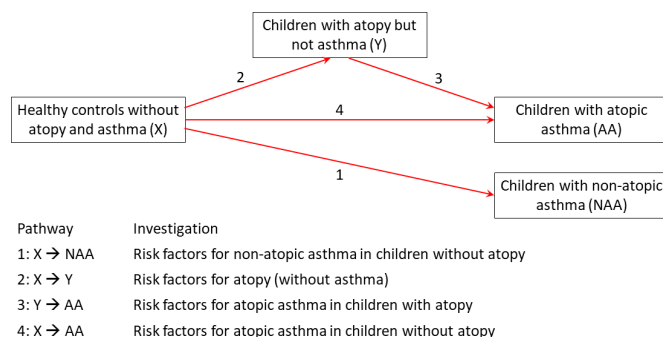 Children with atopy but
not asthma (Y)
2
3
Healthy controls without
atopy and asthma (X)
4
Children with atopic
asthma (AA)
1
Children with non-atopic
asthma (NAA)
Pathway Investigation
1: X → NAA Risk factors for non-atopic asthma in children without atopy
2: X → Y Risk factors for atopy (without asthma)
3: Y → AA Risk factors for atopic asthma in children with atopy
4: X → AA Risk factors for atopic asthma in children without atopy